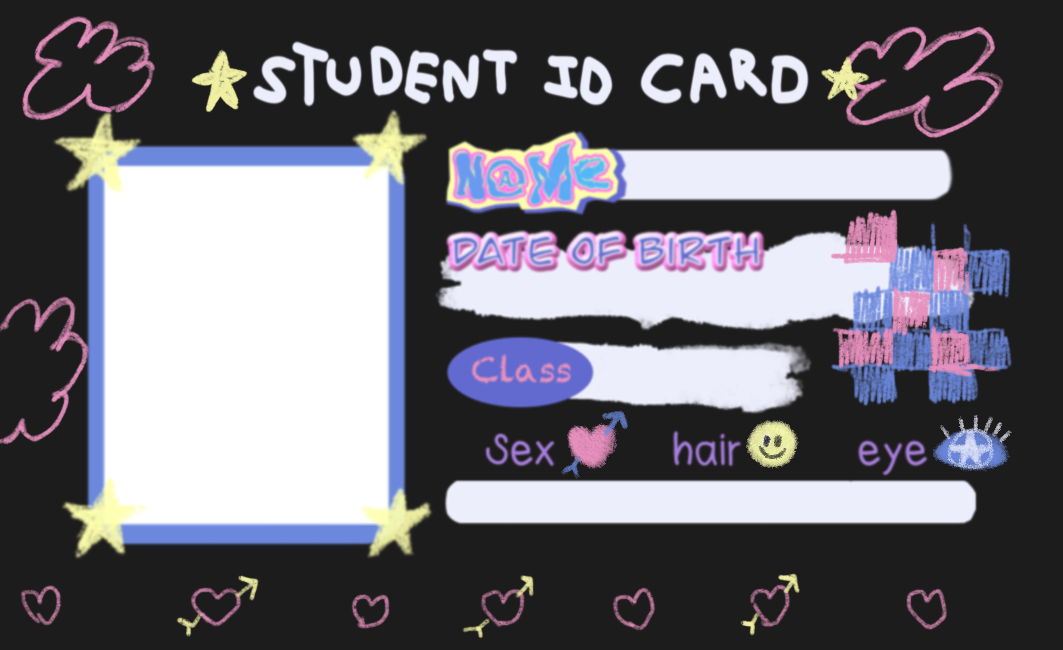 STUDENT ID CARD
N@Me
DATE OF BIRTH
Class
Sex hair eye